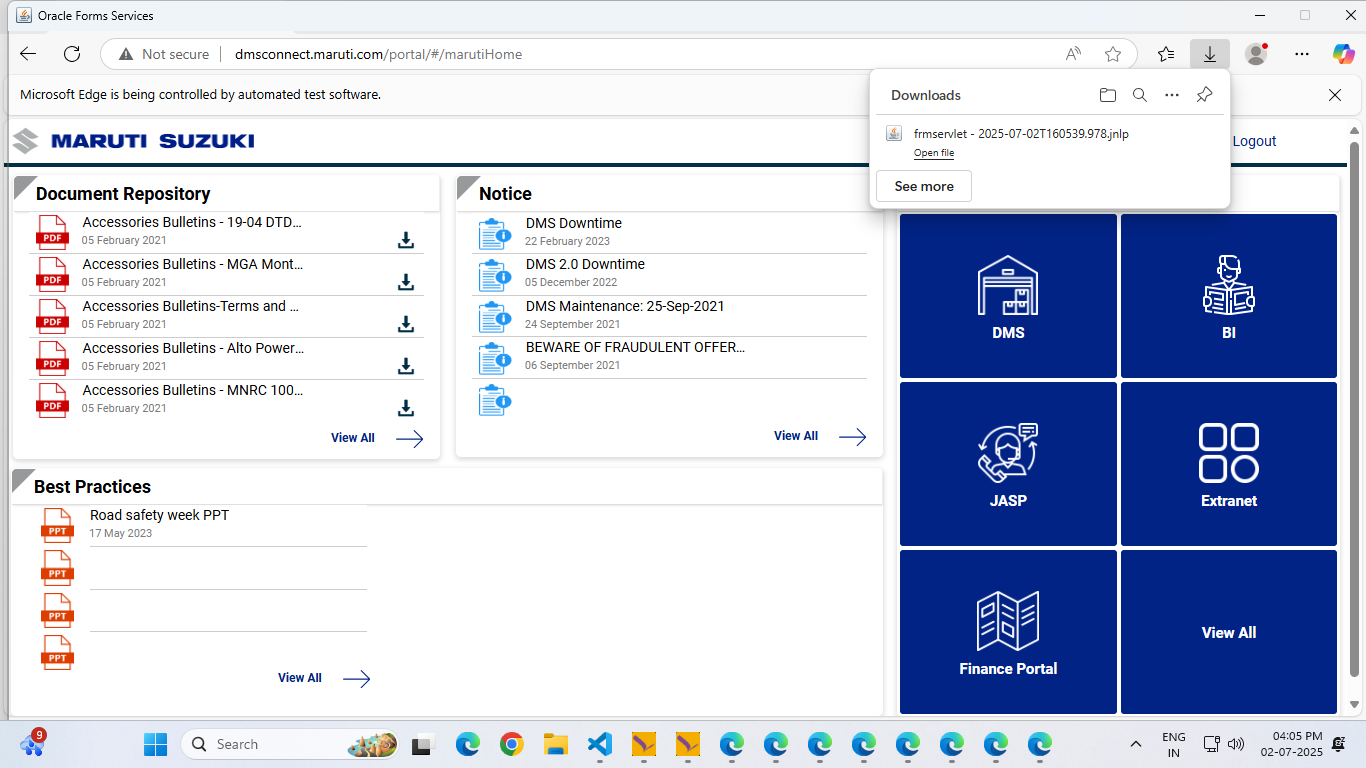 Oracle Forms Services
Not secure
dmsconnect.maruti.com/portal/#/marutiHome
Microsoft Edge is being controlled by automated test software.
Downloads
frmservlet - 2025-07-02T160539.978.jnlp
Open file
See more
MARUTI SUZUKI
Logout
Document Repository
Accessories Bulletins - 19-04 DTD...
05 February 2021
Accessories Bulletins - MGA Mont...
05 February 2021
Accessories Bulletins-Terms and ...
05 February 2021
Accessories Bulletins - Alto Power...
05 February 2021
Accessories Bulletins - MNRC 100...
05 February 2021
PDF
PDF
PDF
PDF
PDF
View All
Notice
DMS Downtime
22 February 2023
DMS 2.0 Downtime
05 December 2022
DMS Maintenance: 25-Sep-2021
24 September 2021
BEWARE OF FRAUDULENT OFFER...
06 September 2021
View All
Best Practices
Road safety week PPT
17 May 2023
PPT
PPT
PPT
PPT
View All
DMS
BI
JASP
Extranet
Finance Portal
View All
9
Search
ENG
IN
04:05 PM
02-07-2025